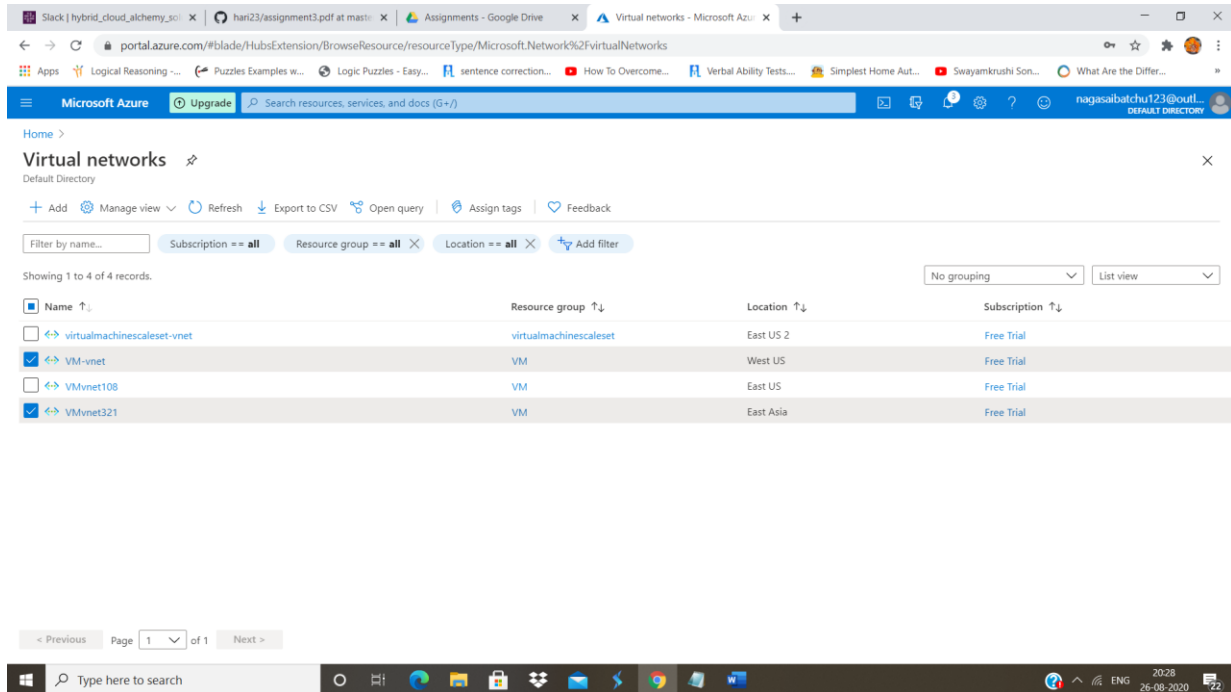 Slack | hybrid_cloud_alchemy_sol
hari23/assignment3.pdf at maste
Assignments - Google Drive
Virtual networks - Microsoft Azur
portal.azure.com/#blade/HubsExtension/BrowseResource/resourceType/Microsoft.Network%2FvirtualNetworks
Apps Logical Reasoning -... Puzzles Examples w... Logic Puzzles - Easy... sentence correction... How To Overcome... Verbal Ability Tests.... Simplest Home Aut... Swayamkrushi Son... What Are the Differ... »
Microsoft Azure Upgrade Search resources, services, and docs (G+/) 3 nagasaibatchu123@outl...
DEFAULT DIRECTORY
Home >
Virtual networks
Default Directory
Add Manage view Refresh Export to CSV Open query Assign tags Feedback
Filter by name... Subscription == all Resource group == all Location == all Add filter
Showing 1 to 4 of 4 records. No grouping List view
Name ↑↓ Resource group ↑↓ Location ↑↓ Subscription ↑↓
virtualmachinescaleset-vnet virtualmachinescaleset East US 2 Free Trial
VM-vnet VM West US Free Trial
VMvnet108 VM East US Free Trial
VMvnet321 VM East Asia Free Trial
< Previous Page 1 of 1 Next >
Type here to search ENG 20:28
26-08-2020 22